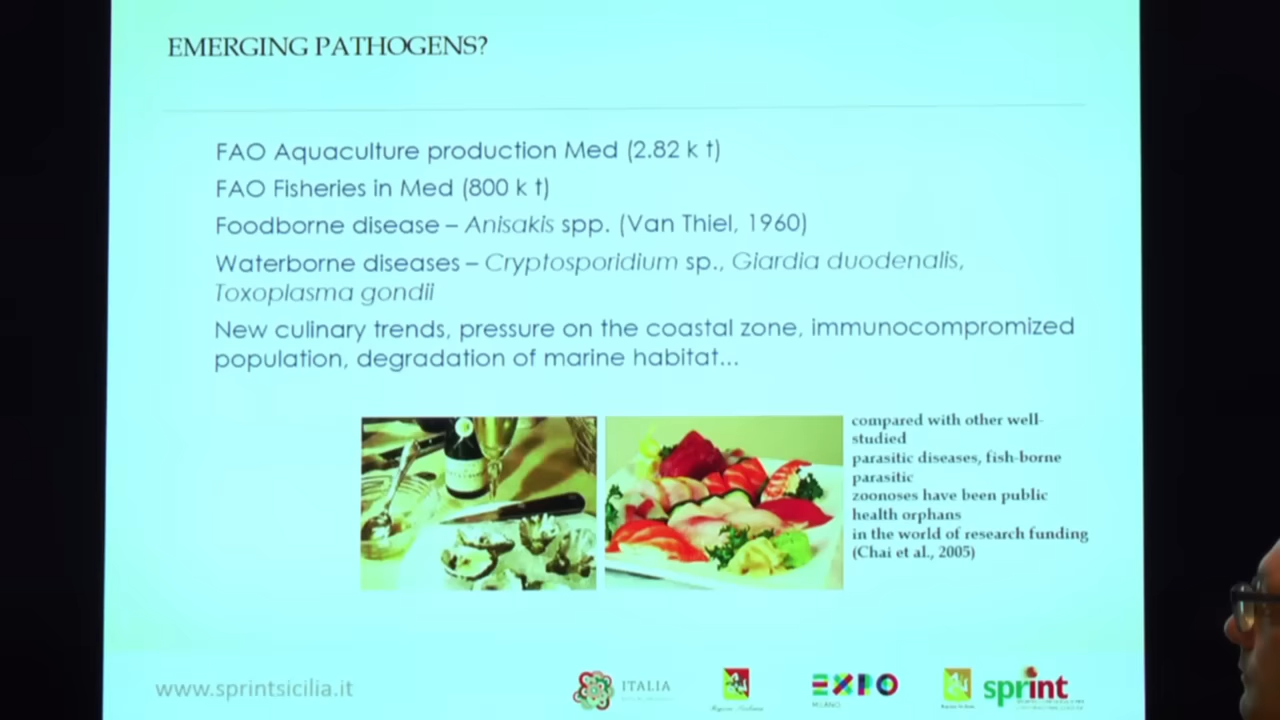 EMERGING PATHOGENS?
FAO Aquaculture production Med (2.82 k t)
FAO Fisheries in Med (800 k t)
Foodborne disease – Anisakis spp. (Van Thiel, 1960)
Waterborne diseases – Cryptosporidium sp., Giardia duodenalis,
Toxoplasma gondii
New culinary trends, pressure on the coastal zone, immunocompromized
population, degradation of marine habitat...
compared with other well-
studied
parasitic diseases, fish-borne
parasitic
zoonoses have been public
health orphans
in the world of research funding
(Chai et al., 2005)
www.sprintsicilia.it
ITALIA
EXPO
MILANO
sprint